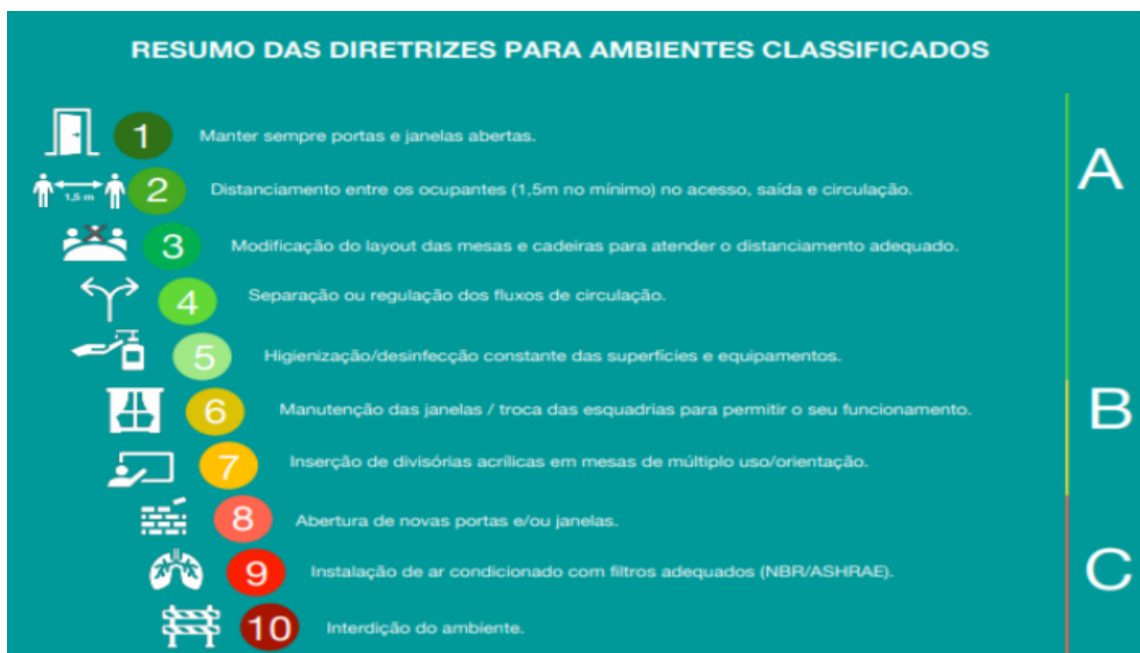 RESUMO DAS DIRETRIZES PARA AMBIENTES CLASSIFICADOS
1 Manter sempre portas e janelas abertas.
1,5 m 2 Distanciamento entre os ocupantes (1,5m no mínimo) no acesso, saída e circulação.
A
3 Modificação do layout das mesas e cadeiras para atender o distanciamento adequado.
4 Separação ou regulação dos fluxos de circulação.
5 Higienização/desinfecção constante das superfícies e equipamentos.
6 Manutenção das janelas / troca das esquadrias para permitir o seu funcionamento.
B
7 Inserção de divisórias acrílicas em mesas de múltiplo uso/orientação.
8 Abertura de novas portas e/ou janelas.
9 Instalação de ar condicionado com filtros adequados (NBR/ASHRAE).
C
10 Interdição do ambiente.